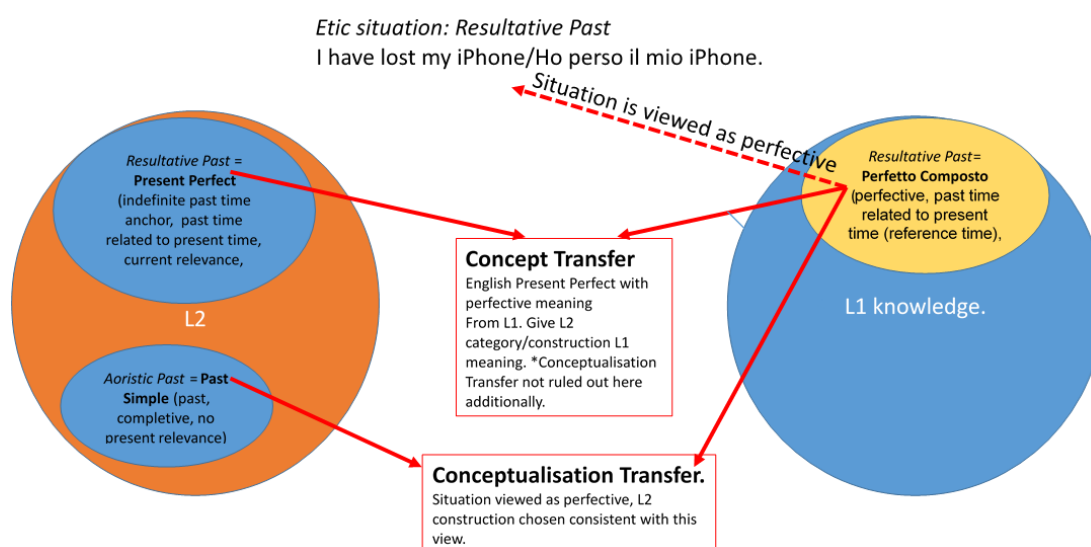 Etic situation: Resultative Past
I have lost my iPhone/Ho perso il mio iPhone.
Situation is viewed as perfective
Resultative Past =
Present Perfect
(indefinite past time
anchor, past time
related to present time,
current relevance,
L2
Aoristic Past = Past
Simple (past,
completive, no
present relevance)
Concept Transfer
English Present Perfect with
perfective meaning
From L1. Give L2
category/construction L1
meaning. *Conceptualisation
Transfer not ruled out here
additionally.
Conceptualisation Transfer.
Situation viewed as perfective, L2
construction chosen consistent with this
view.
Resultative Past=
Perfetto Composto
(perfective, past time
related to present
time (reference time),
L1 knowledge.